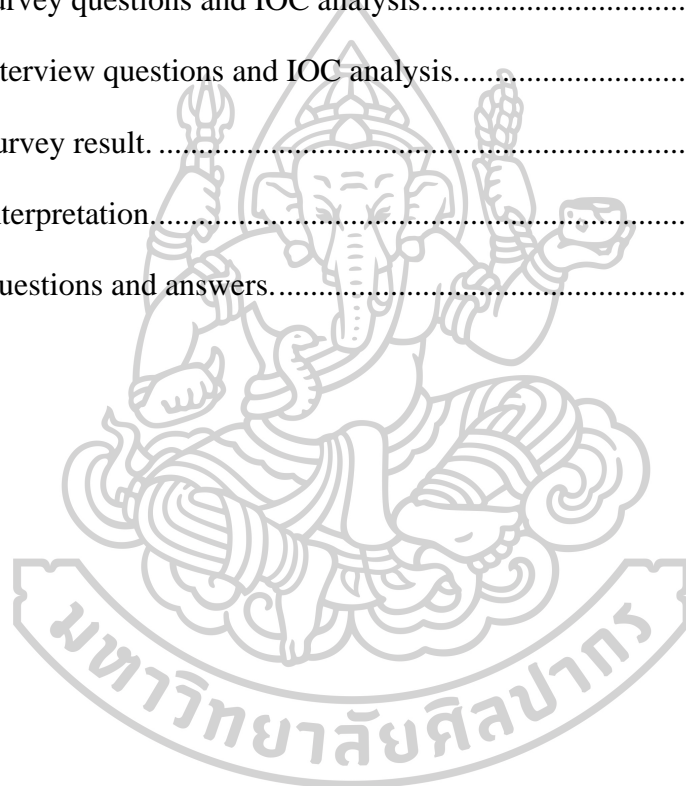 urvey questions and IOC analysis.
terview questions and IOC analysis.
urvey result.
nterpretation.
uestions and answers.
มหาวิทยาลัยศิลปากร